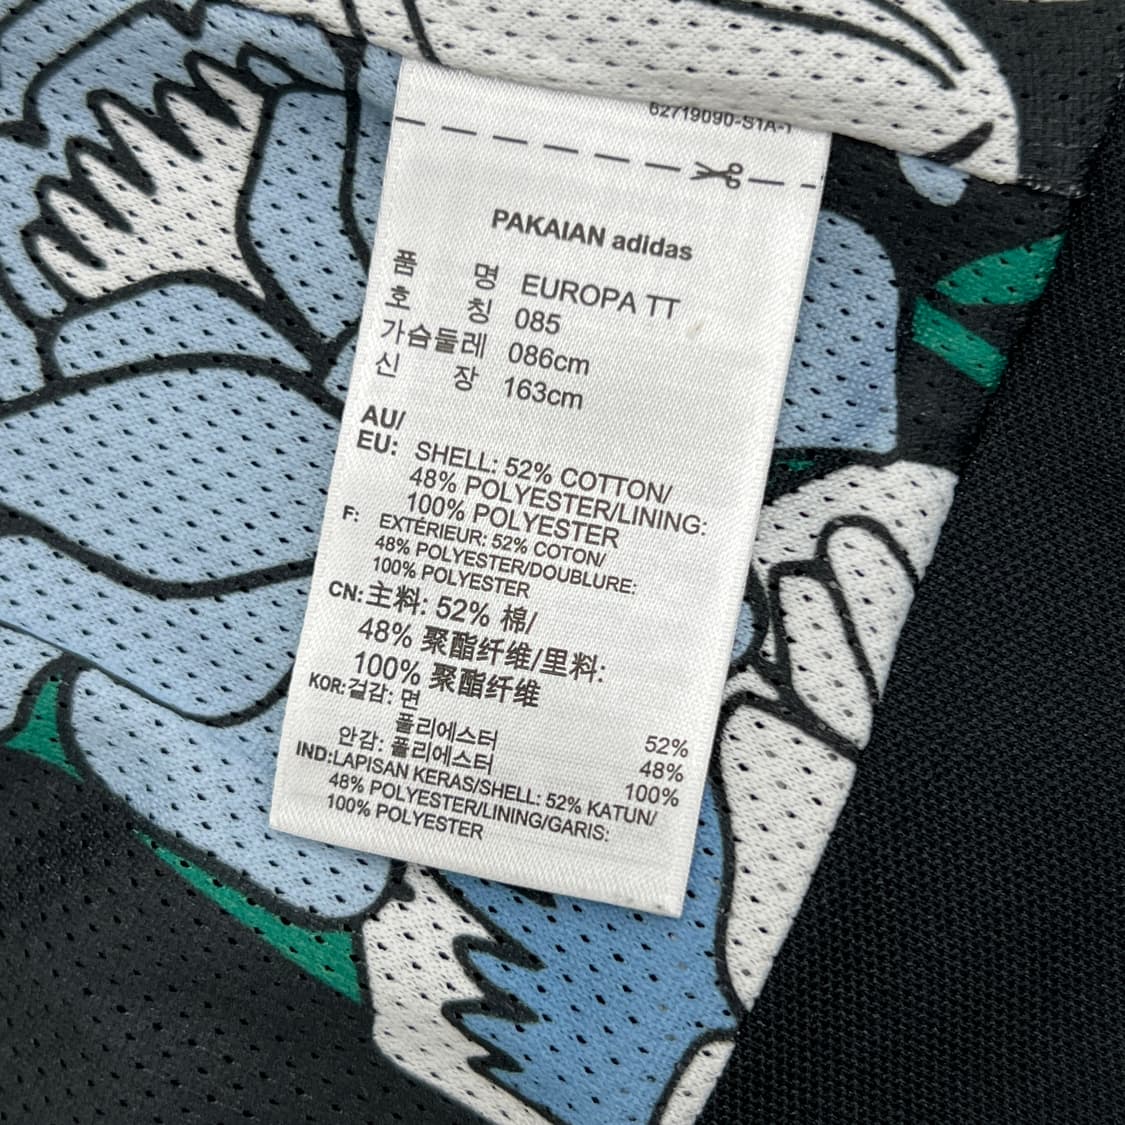 62719090-S1A-1
PAKAIAN adidas
품 명 EUROPA TT
호 칭 085
가슴둘레 086cm
신 장 163cm
AU/
EU: SHELL: 52% COTTON/
48% POLYESTER/LINING:
100% POLYESTER
F: EXTÉRIEUR: 52% COTON/
48% POLYESTER/DOUBLURE:
100% POLYESTER
CN:主料: 52% 棉/
48% 聚酯纤维/里料:
100% 聚酯纤维
KOR:겉감: 면 52%
폴리에스터 48%
안감: 폴리에스터 100%
IND:LAPISAN KERAS/SHELL: 52% KATUN/
48% POLYESTER/LINING/GARIS:
100% POLYESTER